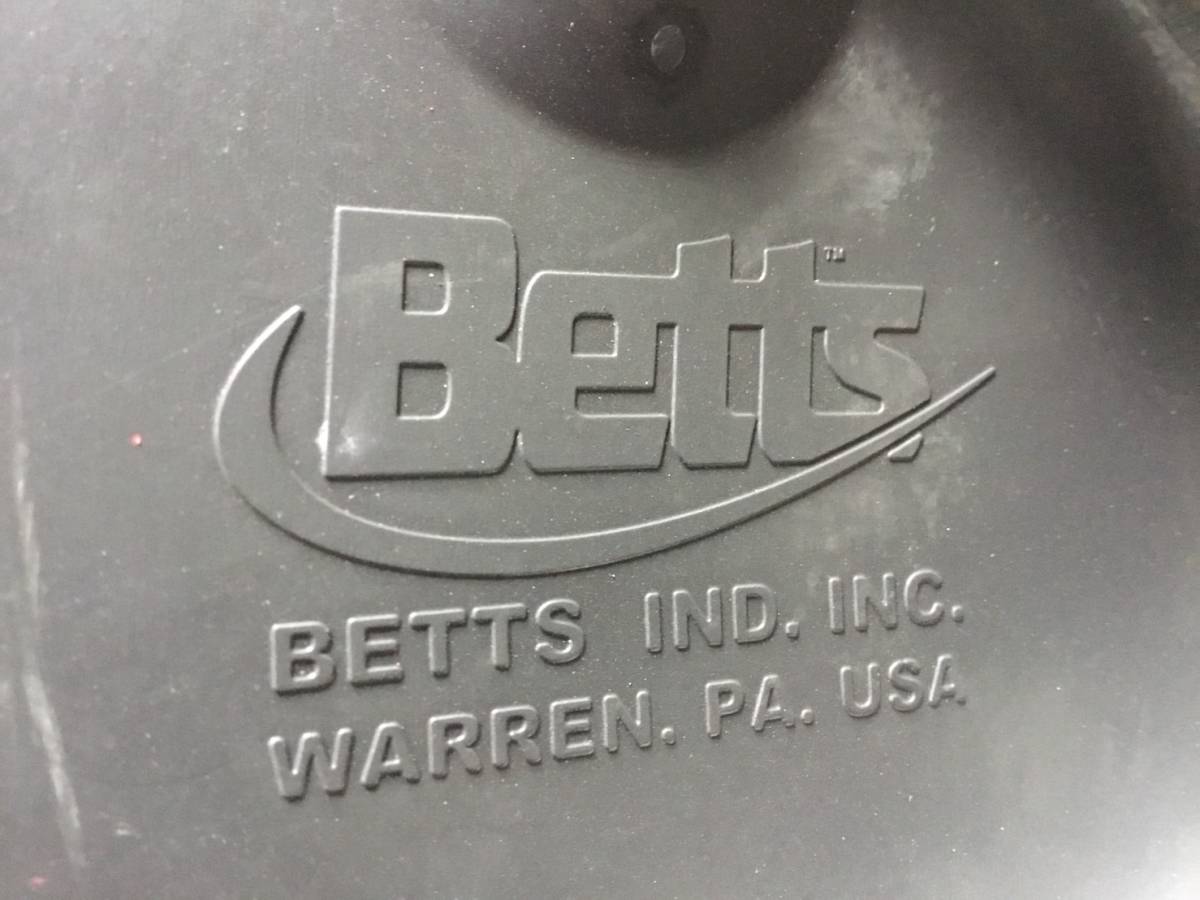 Betts™
BETTS IND. INC.
WARREN. PA. USA